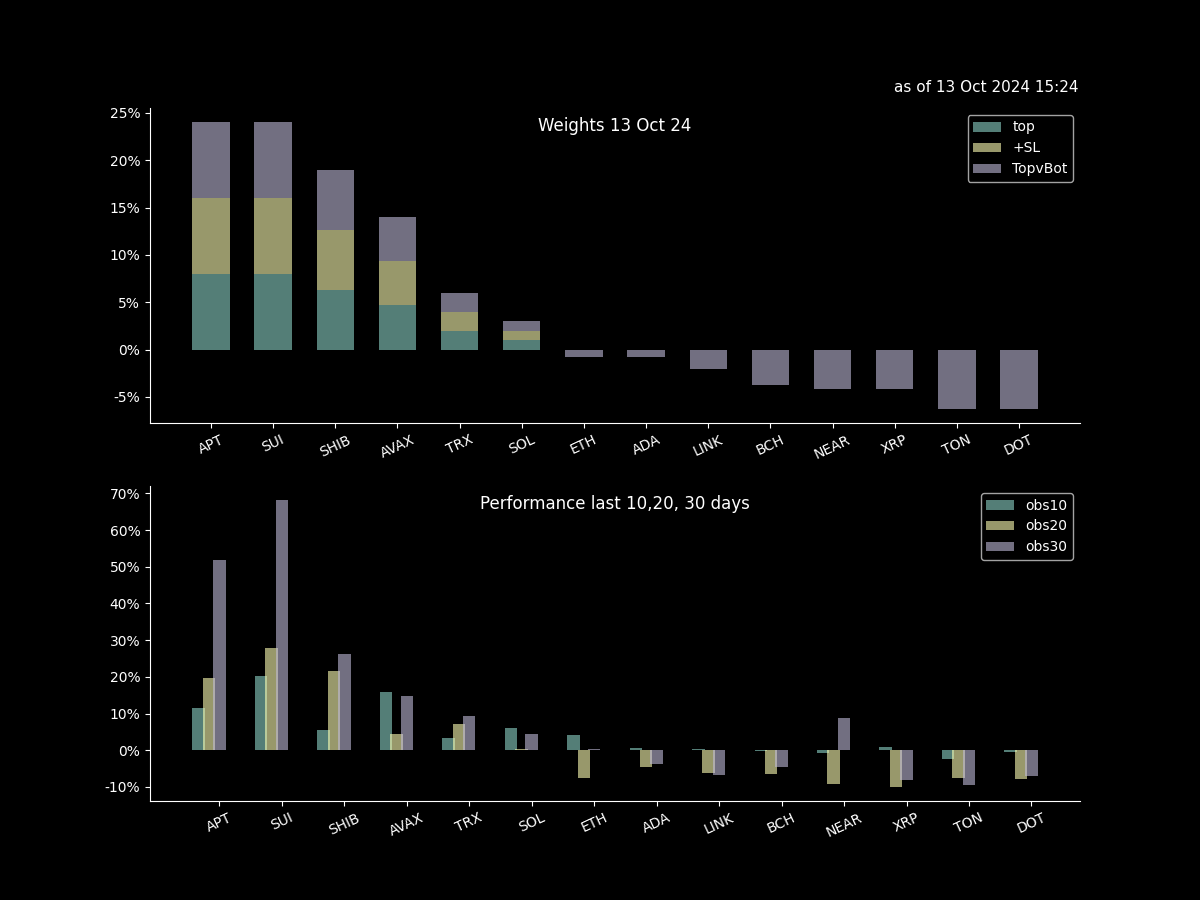 as of 13 Oct 2024 15:24
Weights 13 Oct 24
25%
20%
15%
10%
5%
0%
-5%
top
+SL
TopvBot
APT SUI SHIB AVAX TRX SOL ETH ADA LINK BCH NEAR XRP TON DOT
Performance last 10,20, 30 days
70%
60%
50%
40%
30%
20%
10%
0%
-10%
obs10
obs20
obs30
APT SUI SHIB AVAX TRX SOL ETH ADA LINK BCH NEAR XRP TON DOT